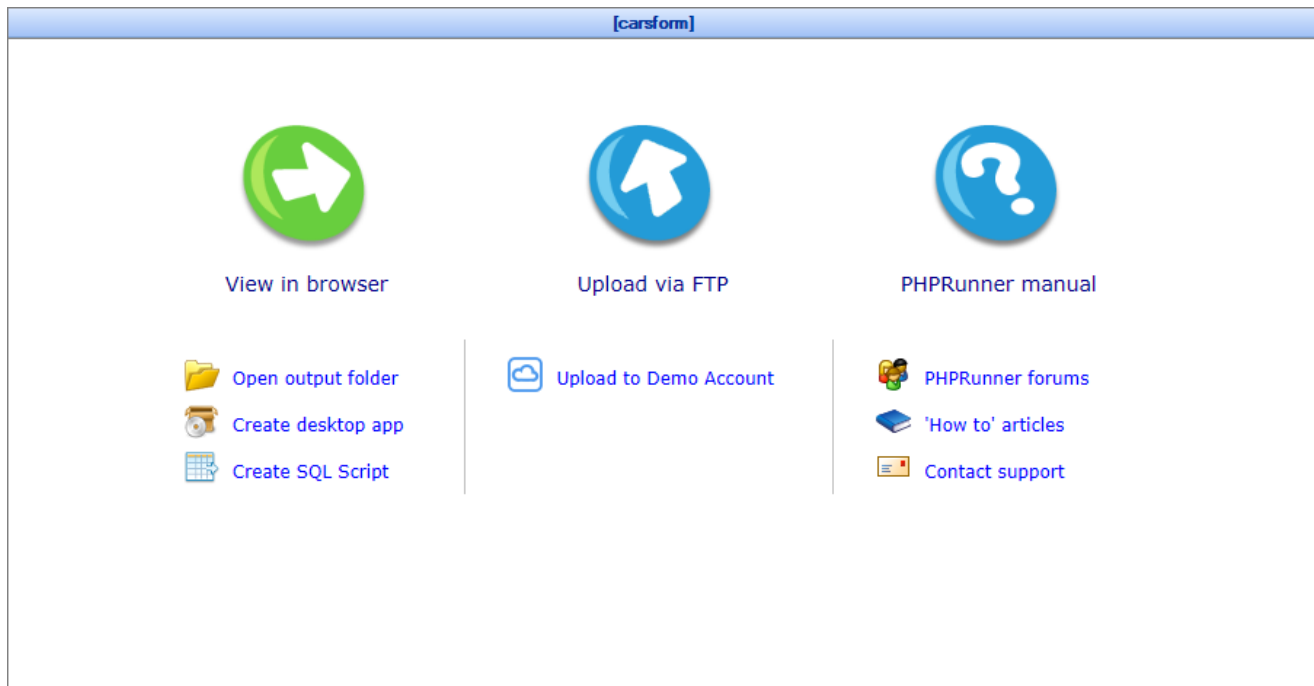 [carsform]
View in browser
Upload via FTP
PHPRunner manual
Open output folder
Create desktop app
Create SQL Script
Upload to Demo Account
PHPRunner forums
'How to' articles
Contact support